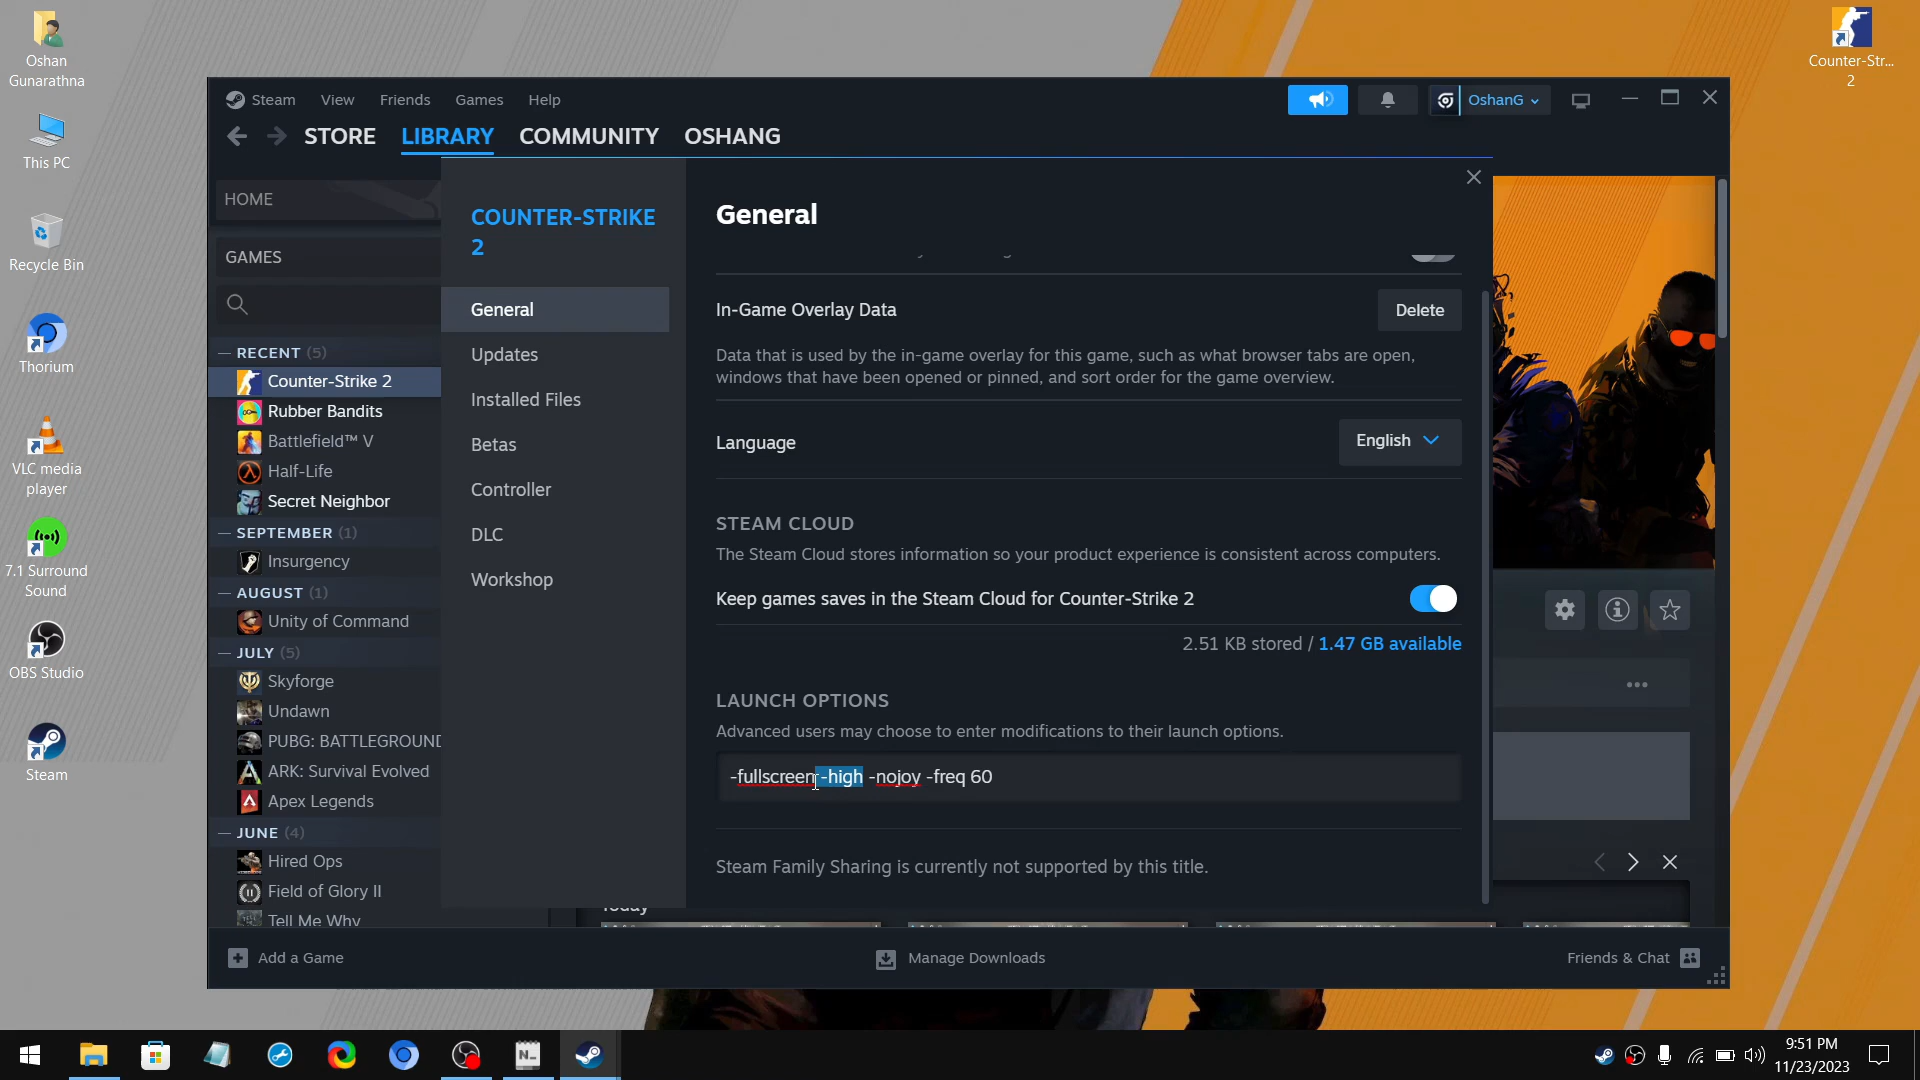 Oshan
Gunarathna
This PC
Recycle Bin
Thorium
VLC media
player
7.1 Surround
Sound
OBS Studio
Steam
Counter-Str...
2
Steam View Friends Games Help
OshanG
STORE LIBRARY COMMUNITY OSHANG
HOME
GAMES
— RECENT (5)
Counter-Strike 2
Rubber Bandits
Battlefield™ V
Half-Life
Secret Neighbor
— SEPTEMBER (1)
Insurgency
— AUGUST (1)
Unity of Command
— JULY (5)
Skyforge
Undawn
PUBG: BATTLEGROUND
ARK: Survival Evolved
Apex Legends
— JUNE (4)
Hired Ops
Field of Glory II
Tell Me Why
COUNTER-STRIKE
2
General
Updates
Installed Files
Betas
Controller
DLC
Workshop
General
In-Game Overlay Data
Delete
Data that is used by the in-game overlay for this game, such as what browser tabs are open,
windows that have been opened or pinned, and sort order for the game overview.
Language
English
STEAM CLOUD
The Steam Cloud stores information so your product experience is consistent across computers.
Keep games saves in the Steam Cloud for Counter-Strike 2
2.51 KB stored / 1.47 GB available
LAUNCH OPTIONS
Advanced users may choose to enter modifications to their launch options.
-fullscreen -high -nojoy -freq 60
Steam Family Sharing is currently not supported by this title.
Today
Add a Game
Manage Downloads
Friends & Chat
9:51 PM
11/23/2023